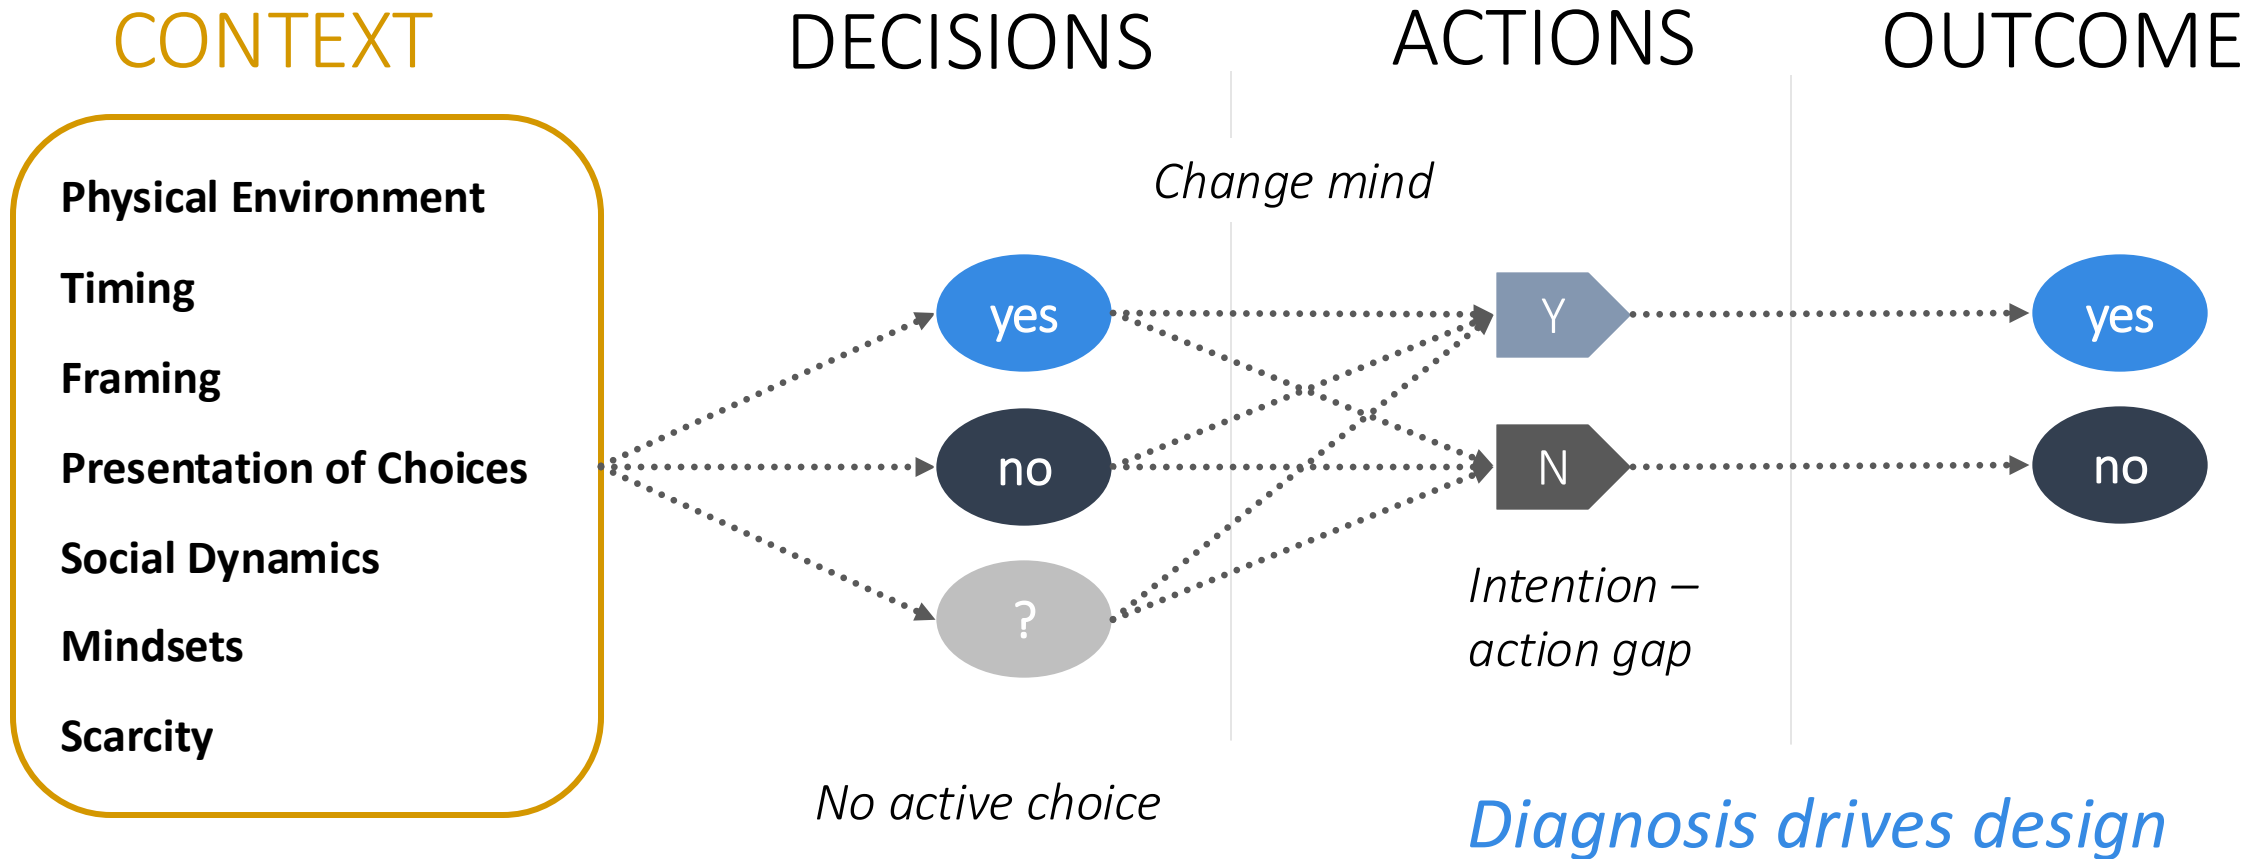 CONTEXT
DECISIONS
ACTIONS
OUTCOME
Physical Environment
Timing
Framing
Presentation of Choices
Social Dynamics
Mindsets
Scarcity
Change mind
yes
no
?
No active choice
Y
N
Intention –
action gap
yes
no
Diagnosis drives design